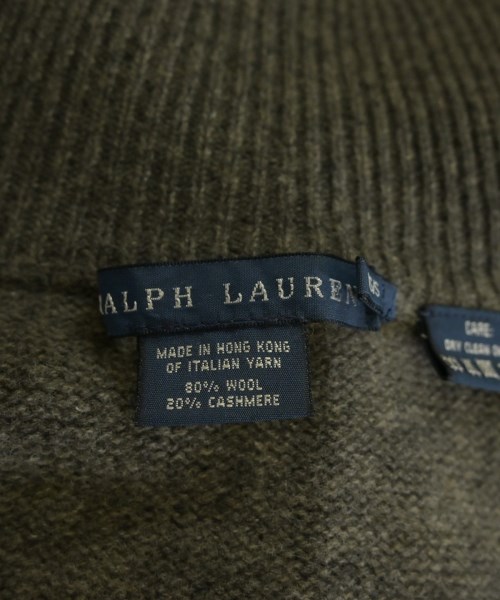 RALPH LAUREN
MADE IN HONG KONG
OF ITALIAN YARN
80% WOOL
20% CASHMERE
CARE
DRY CLEAN